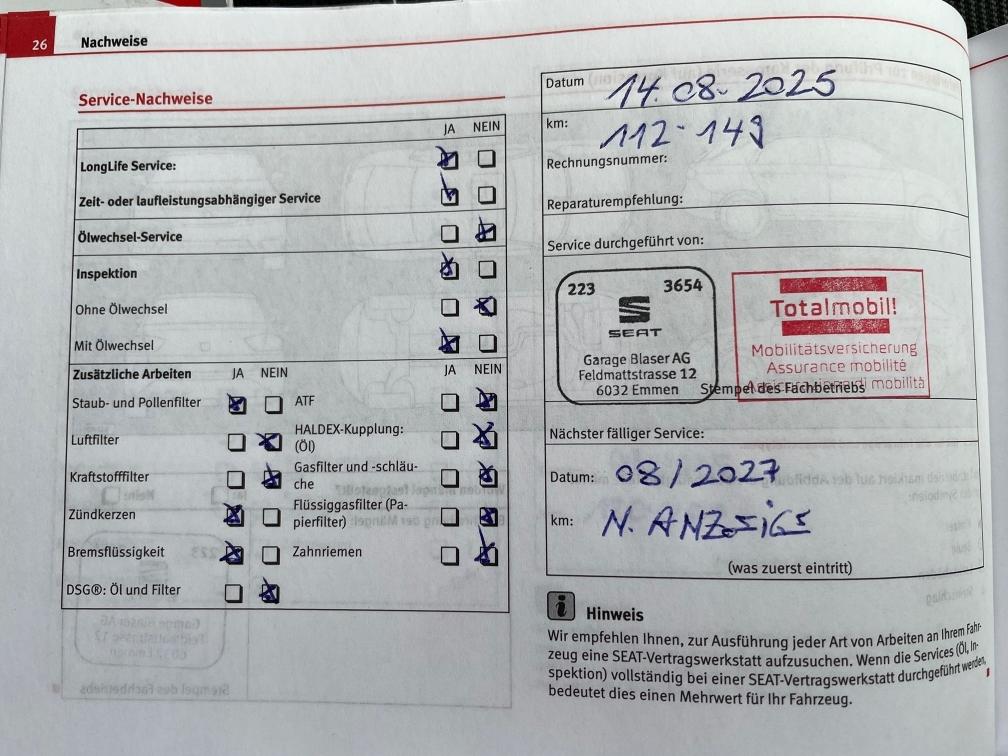 26 Nachweise
Service-Nachweise
JA NEIN
LongLife Service:
Zeit- oder laufleistungsabhängiger Service
Ölwechsel-Service
Inspektion
Ohne Ölwechsel
Mit Ölwechsel
Zusätzliche Arbeiten JA NEIN JA NEIN
Staub- und Pollenfilter ATF
Luftfilter HALDEX-Kupplung:
(Öl)
Kraftstofffilter Gasfilter und -schläu-
che
Zündkerzen Flüssiggasfilter (Pa-
pierfilter)
Bremsflüssigkeit Zahnriemen
DSG®: Öl und Filter
Datum 14.08.2025
km: 112-149
Rechnungsnummer:
Reparaturempfehlung:
Service durchgeführt von:
223 3654
SEAT
Garage Blaser AG
Feldmattstrasse 12
6032 Emmen
Totalmobil!
Mobilitätsversicherung
Assurance mobilité
mobilità
Stempel des Fachbetriebs
Nächster fälliger Service:
Datum: 08/2027
km: N. ANZEIGE
(was zuerst eintritt)
Hinweis
Wir empfehlen Ihnen, zur Ausführung jeder Art von Arbeiten an Ihrem Fahr-
zeug eine SEAT-Vertragswerkstatt aufzusuchen. Wenn die Services (Öl, In-
spektion) vollständig bei einer SEAT-Vertragswerkstatt durchgeführt werden,
bedeutet dies einen Mehrwert für Ihr Fahrzeug.